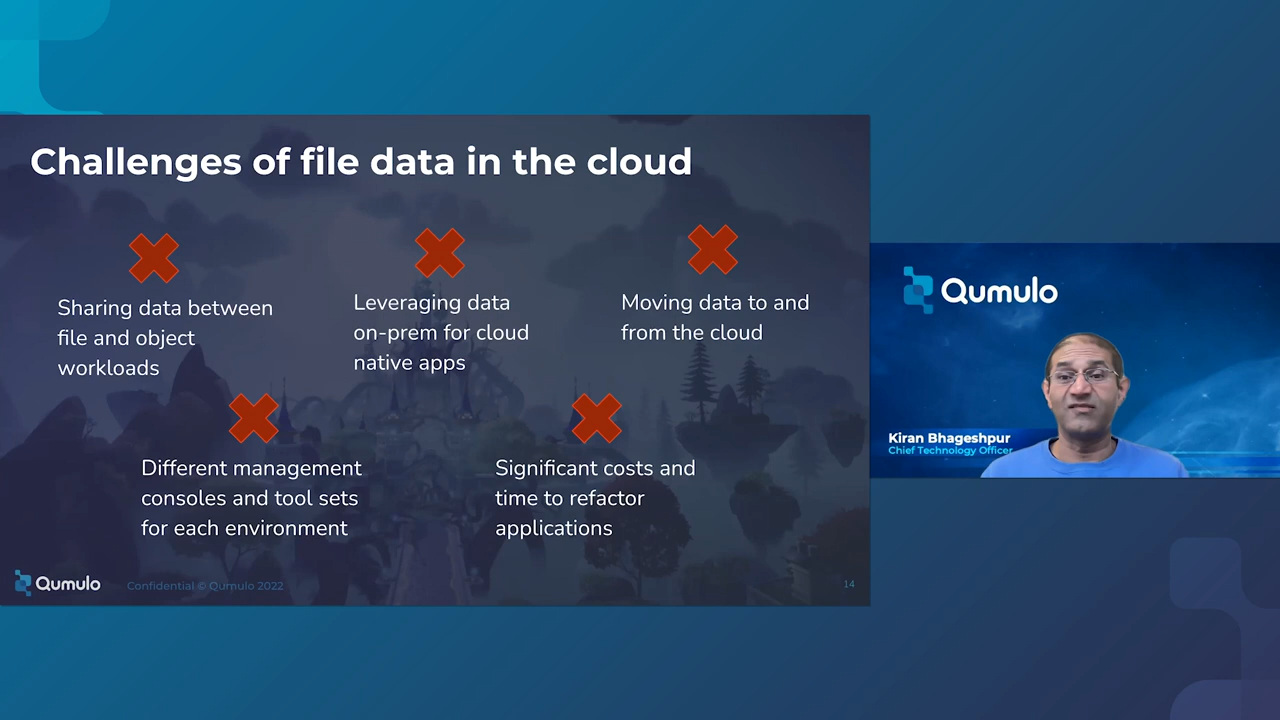 Challenges of file data in the cloud
Sharing data between
file and object
workloads
Leveraging data
on-prem for cloud
native apps
Moving data to and
from the cloud
Different management
consoles and tool sets
for each environment
Significant costs and
time to refactor
applications
Qumulo
Confidential © Qumulo 2022
14
Qumulo
Kiran Bhageshpur
Chief Technology Officer